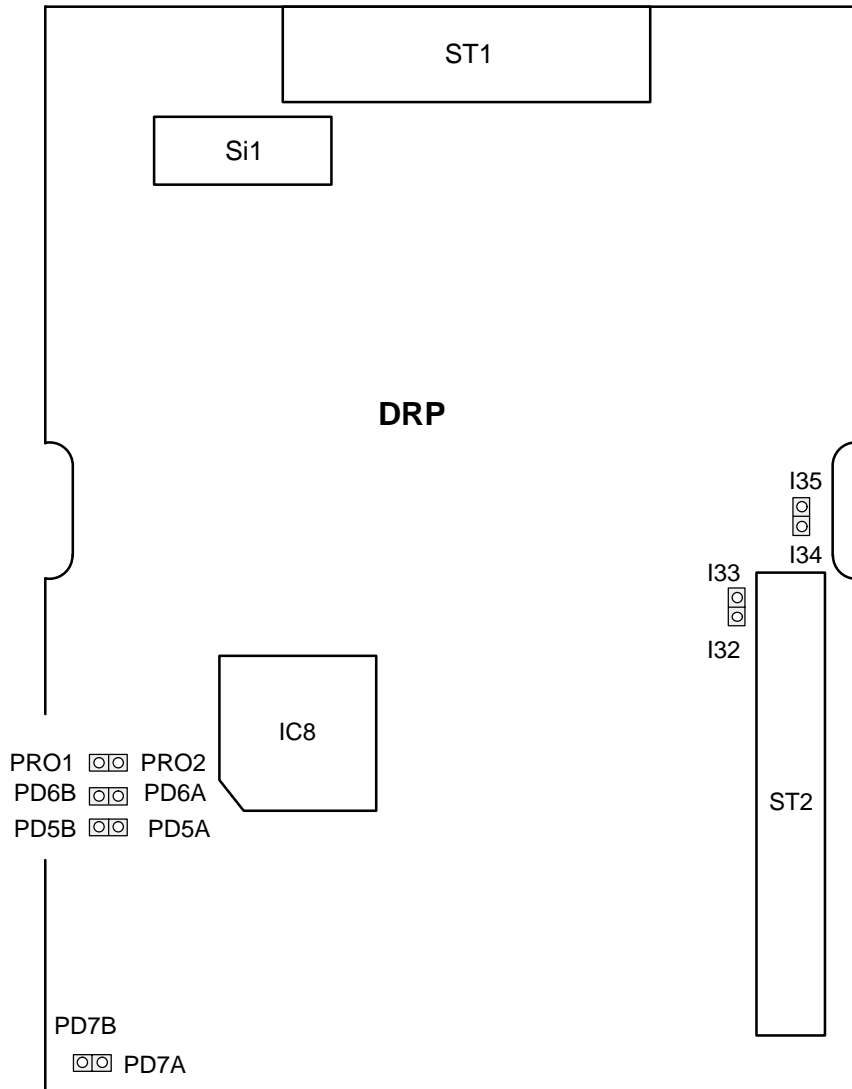 ST1
Si1
DRP
I35
I34
I33
I32
IC8
PRO1 PRO2
PD6B PD6A
PD5B PD5A
ST2
PD7B
PD7A